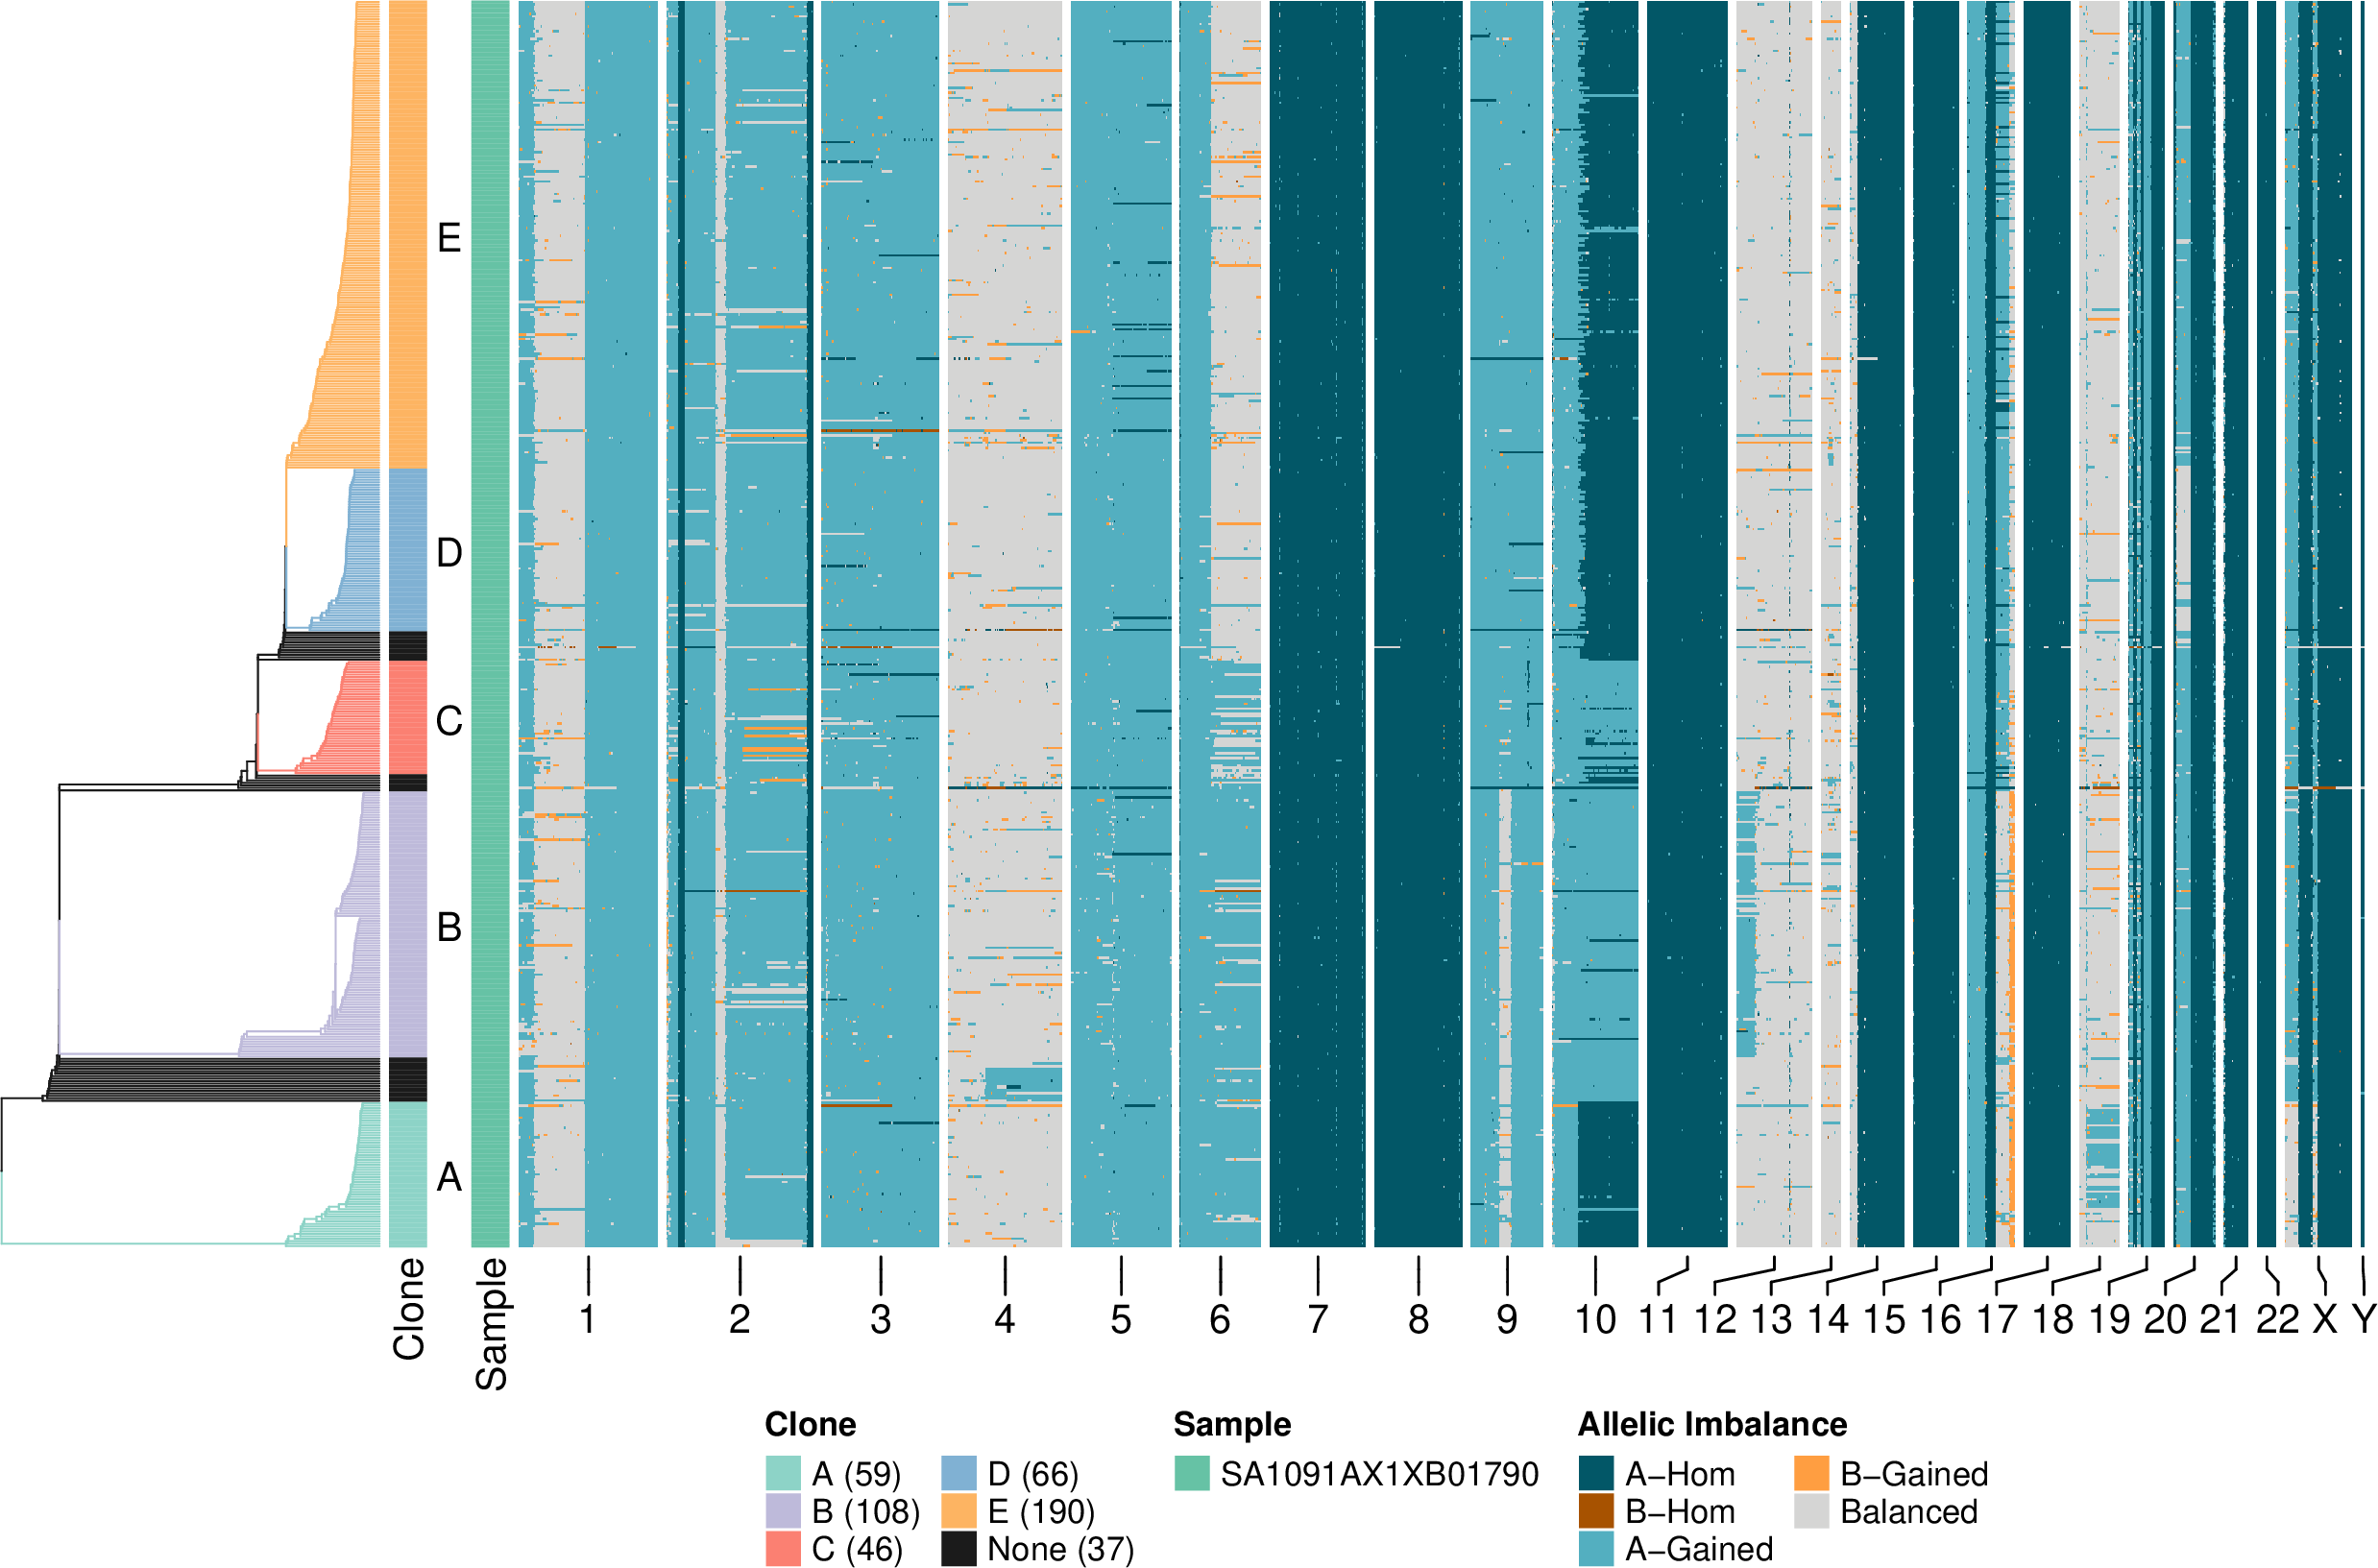 E
D
C
B
A
Clone
Sample
1 2 3 4 5 6 7 8 9 10 11 12 13 14 15 16 17 18 19 20 21 22 X Y
Clone
A (59)
B (108)
C (46)
D (66)
E (190)
None (37)
Sample
SA1091AX1XB01790
Allelic Imbalance
A−Hom
B−Hom
A−Gained
B−Gained
Balanced